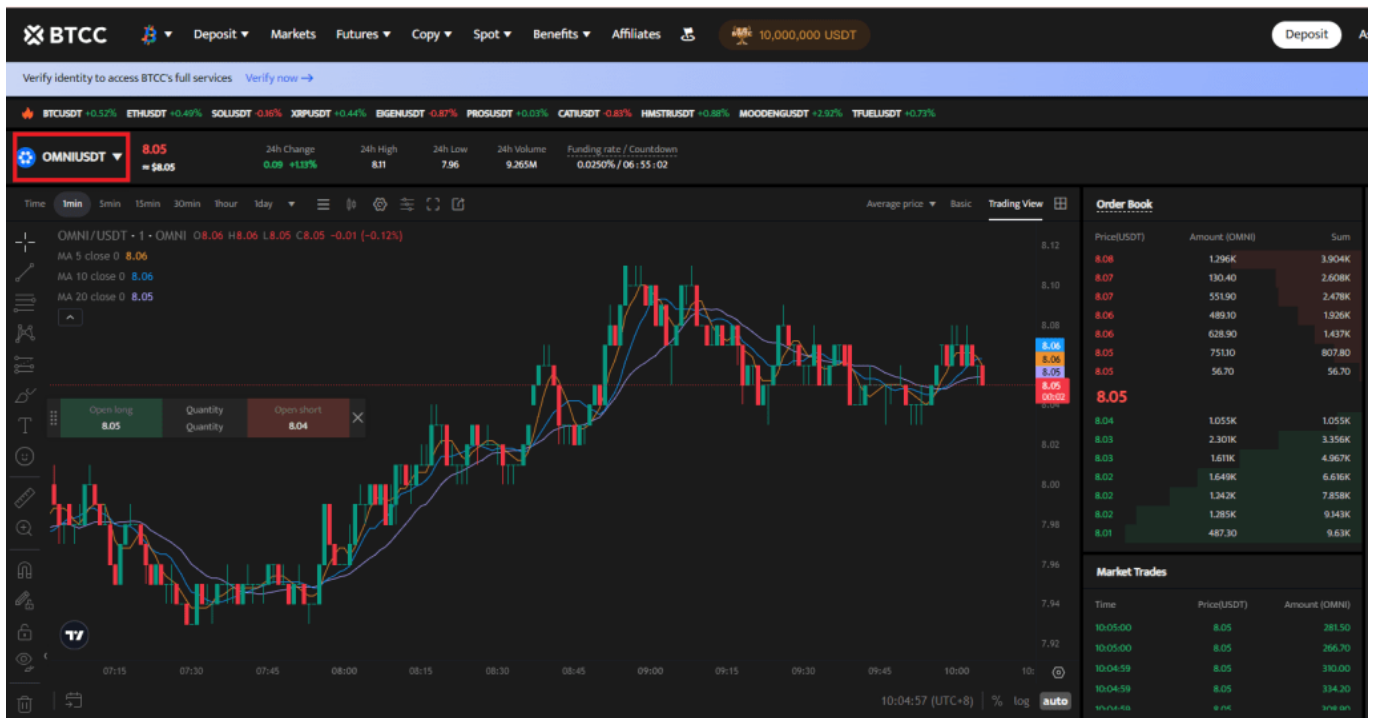 BTCC Deposit Markets Futures Copy Spot Benefits Affiliates 10,000,000 USDT Deposit
Verify identity to access BTCC's full services Verify now →
BTCUSDT +0.52% ETHUSDT +0.49% SOLUSDT -0.16% XRPUSDT +0.44% EIGENUSDT -0.87% PROSUSDT +0.03% CATIUSDT -0.83% HMSTRUSDT +0.88% MOODENGUSDT +2.92% TFUELUSDT +0.73%
OMNIUSDT
8.05
≈ $8.05
24h Change
0.09 +1.13%
24h High
8.11
24h Low
7.96
24h Volume
9.265M
Funding rate / Countdown
0.0250% / 06 : 55 : 02
Time 1min 5min 15min 30min 1hour 1day
Average price Basic Trading View
OMNI/USDT • 1 • OMNI O8.06 H8.06 L8.05 C8.05 -0.01 (-0.12%)
MA 5 close 0 8.06
MA 10 close 0 8.06
MA 20 close 0 8.05
Open long
8.05
Quantity
Quantity
Open short
8.04
8.12
8.10
8.08
8.06
8.06
8.05
8.05
00:02
8.04
8.02
8.00
7.98
7.96
7.94
7.92
07:15 07:30 07:45 08:00 08:15 08:30 08:45 09:00 09:15 09:30 09:45 10:00 10:
10:04:57 (UTC+8) % log auto
Order Book
Price(USDT) Amount (OMNI) Sum
8.08 1.296K 3.904K
8.07 130.40 2.608K
8.07 551.90 2.478K
8.06 489.10 1.926K
8.06 628.90 1.437K
8.05 751.10 807.80
8.05 56.70 56.70
8.05
8.04 1.055K 1.055K
8.03 2.301K 3.356K
8.03 1.611K 4.967K
8.02 1.649K 6.616K
8.02 1.242K 7.858K
8.02 1.285K 9.143K
8.01 487.30 9.63K
Market Trades
Time Price(USDT) Amount (OMNI)
10:05:00 8.05 281.50
10:05:00 8.05 266.70
10:04:59 8.05 310.00
10:04:59 8.05 334.20
10:04:59 8.05 308.90